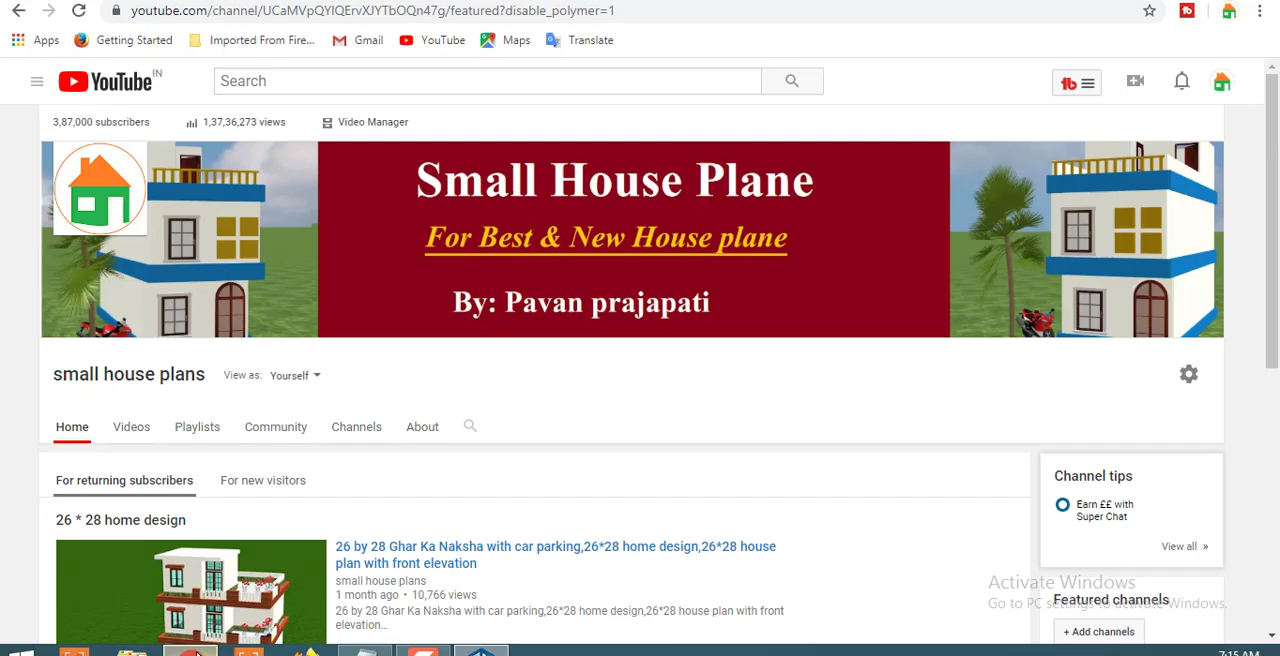 youtube.com/channel/UCaMVpQYlQErvXJYTbOQn47g/featured?disable_polymer=1
Apps Getting Started Imported From Fire... Gmail YouTube Maps Translate
YouTube IN Search
3,87,000 subscribers 1,37,36,273 views Video Manager
Small House Plane
For Best & New House plane
By: Pavan prajapati
small house plans View as: Yourself
Home Videos Playlists Community Channels About
For returning subscribers For new visitors
Channel tips
Earn ££ with
Super Chat
View all »
26 * 28 home design
26 by 28 Ghar Ka Naksha with car parking,26*28 home design,26*28 house
plan with front elevation
small house plans
1 month ago • 10,766 views
26 by 28 Ghar Ka Naksha with car parking,26*28 home design,26*28 house plan with front
elevation...
Activate Windows
Go to PC settings to activate Windows.
Featured channels
+ Add channels
7:15 AM